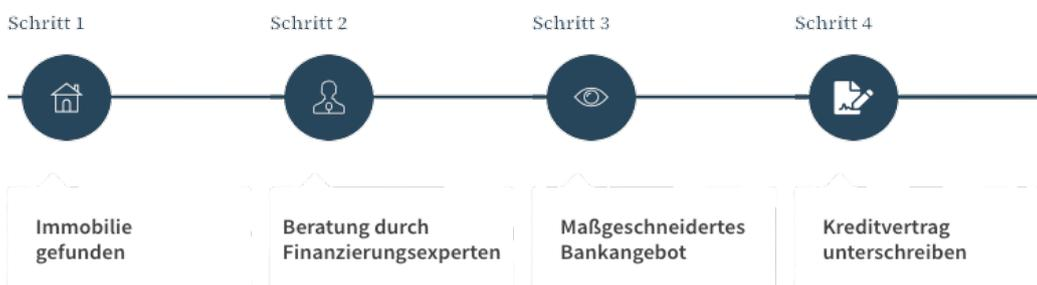 Schritt 1
Schritt 2
Schritt 3
Schritt 4
Immobilie
gefunden
Beratung durch
Finanzierungsexperten
Maßgeschneidertes
Bankangebot
Kreditvertrag
unterschreiben